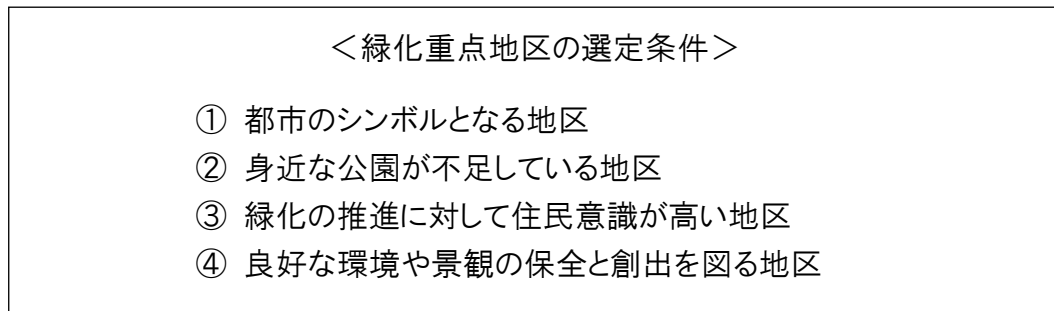 ＜緑化重点地区の選定条件＞
① 都市のシンボルとなる地区
② 身近な公園が不足している地区
③ 緑化の推進に対して住民意識が高い地区
④ 良好な環境や景観の保全と創出を図る地区